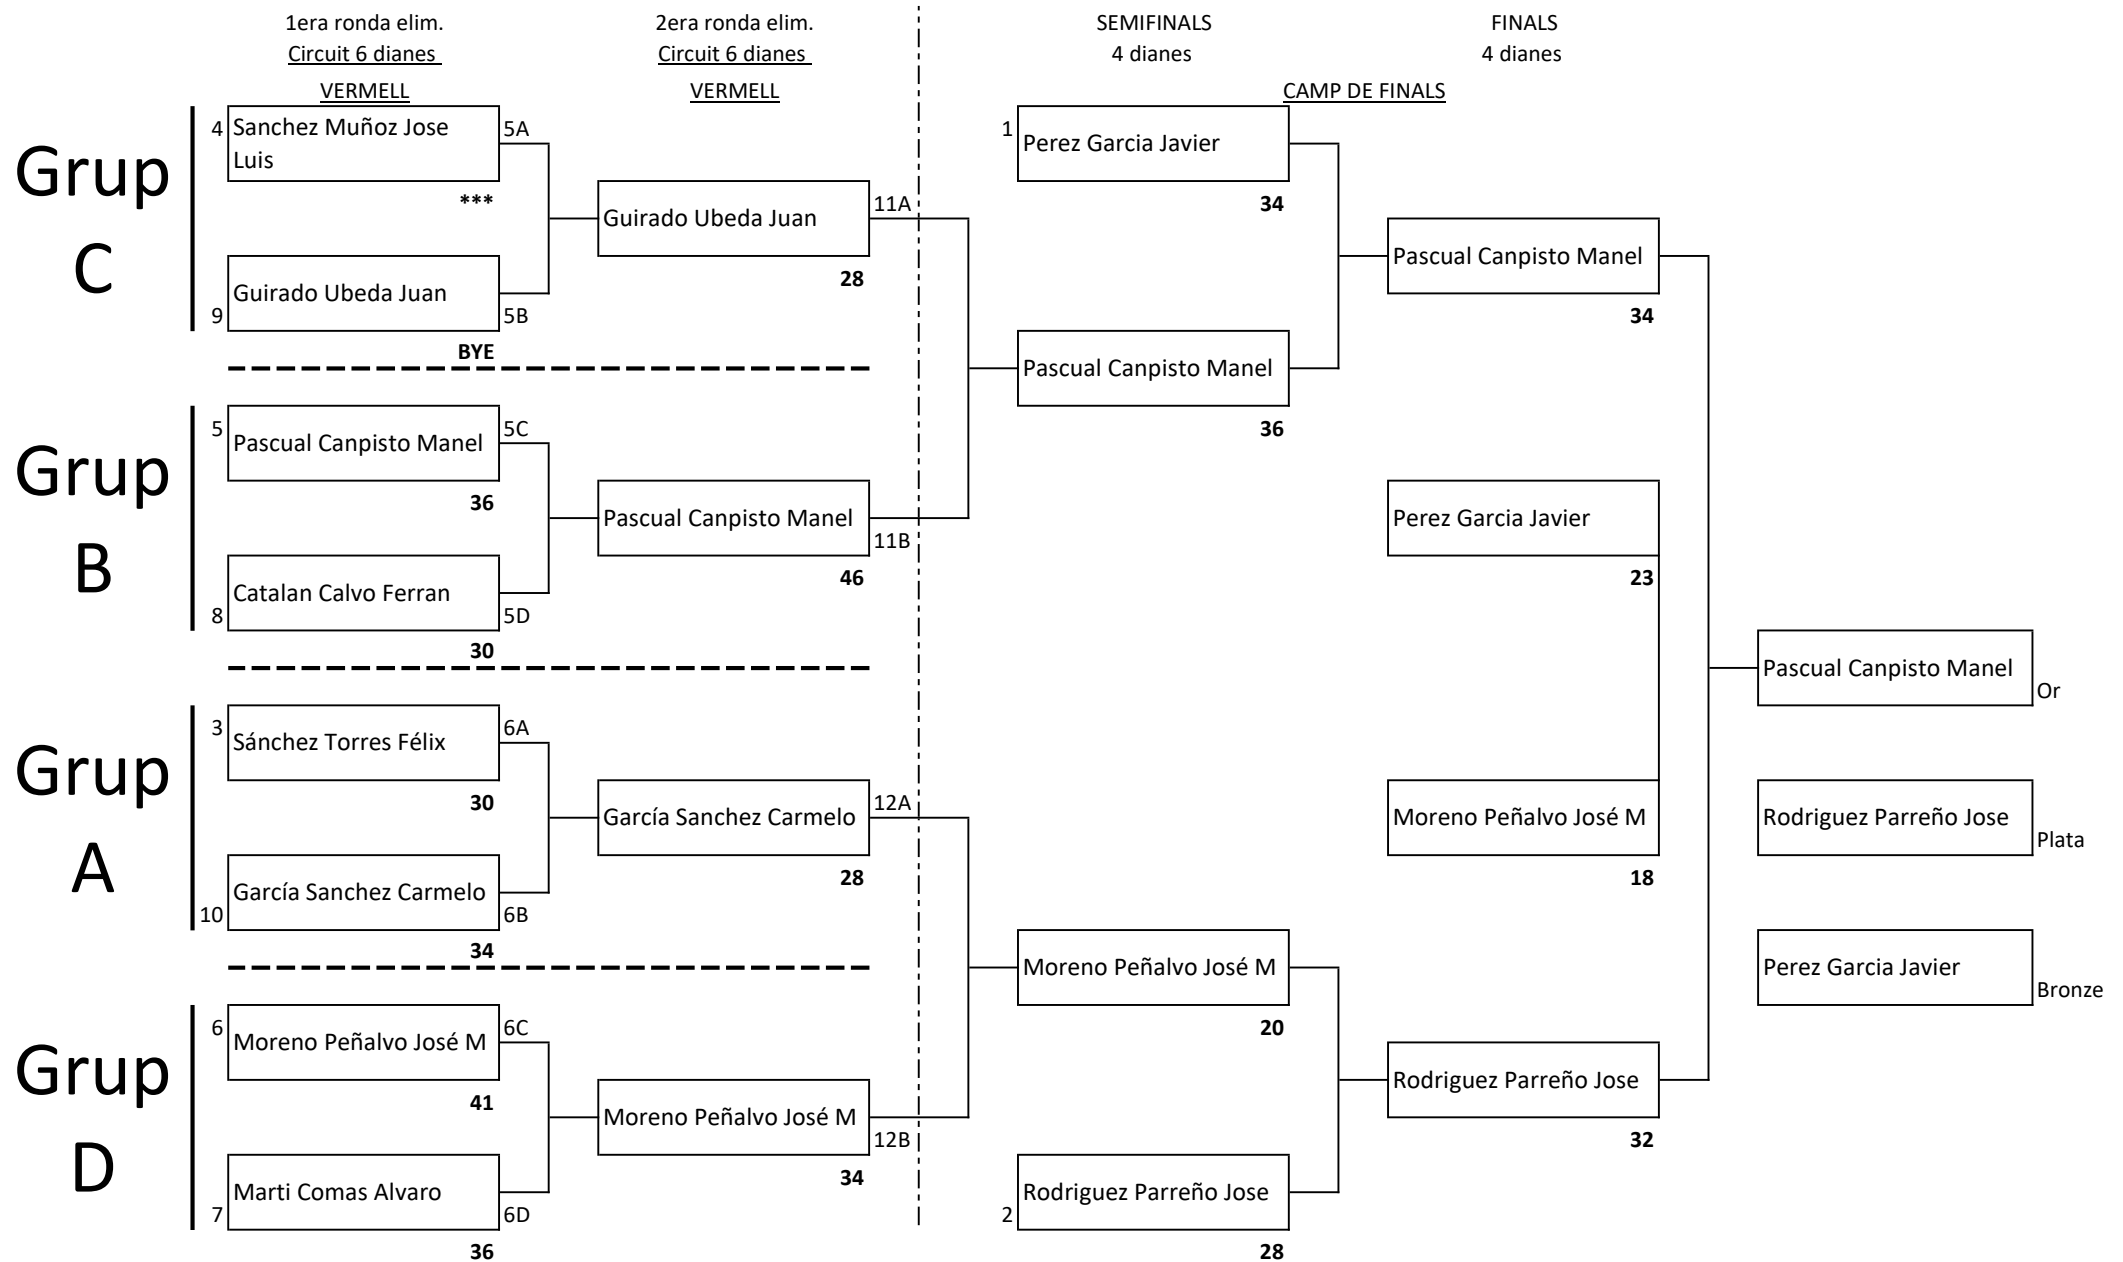 1era ronda elim.
Circuit 6 dianes
VERMELL
2era ronda elim.
Circuit 6 dianes
VERMELL
SEMIFINALS
4 dianes
FINALS
4 dianes
CAMP DE FINALS
Grup
C
4
Sanchez Muñoz Jose
Luis
5A
***
9
Guirado Ubeda Juan
5B
BYE
Grup
B
5
Pascual Canpisto Manel
5C
36
8
Catalan Calvo Ferran
5D
30
Grup
A
3
Sánchez Torres Félix
6A
30
10
García Sanchez Carmelo
6B
34
Grup
D
6
Moreno Peñalvo José M
6C
41
7
Marti Comas Alvaro
6D
36
Guirado Ubeda Juan
11A
28
Pascual Canpisto Manel
11B
46
García Sanchez Carmelo
12A
28
Moreno Peñalvo José M
12B
34
1
Perez Garcia Javier
34
Pascual Canpisto Manel
36
Moreno Peñalvo José M
20
2
Rodriguez Parreño Jose
28
Pascual Canpisto Manel
34
Perez Garcia Javier
23
Moreno Peñalvo José M
18
Rodriguez Parreño Jose
32
Pascual Canpisto Manel
Or
Rodriguez Parreño Jose
Plata
Perez Garcia Javier
Bronze